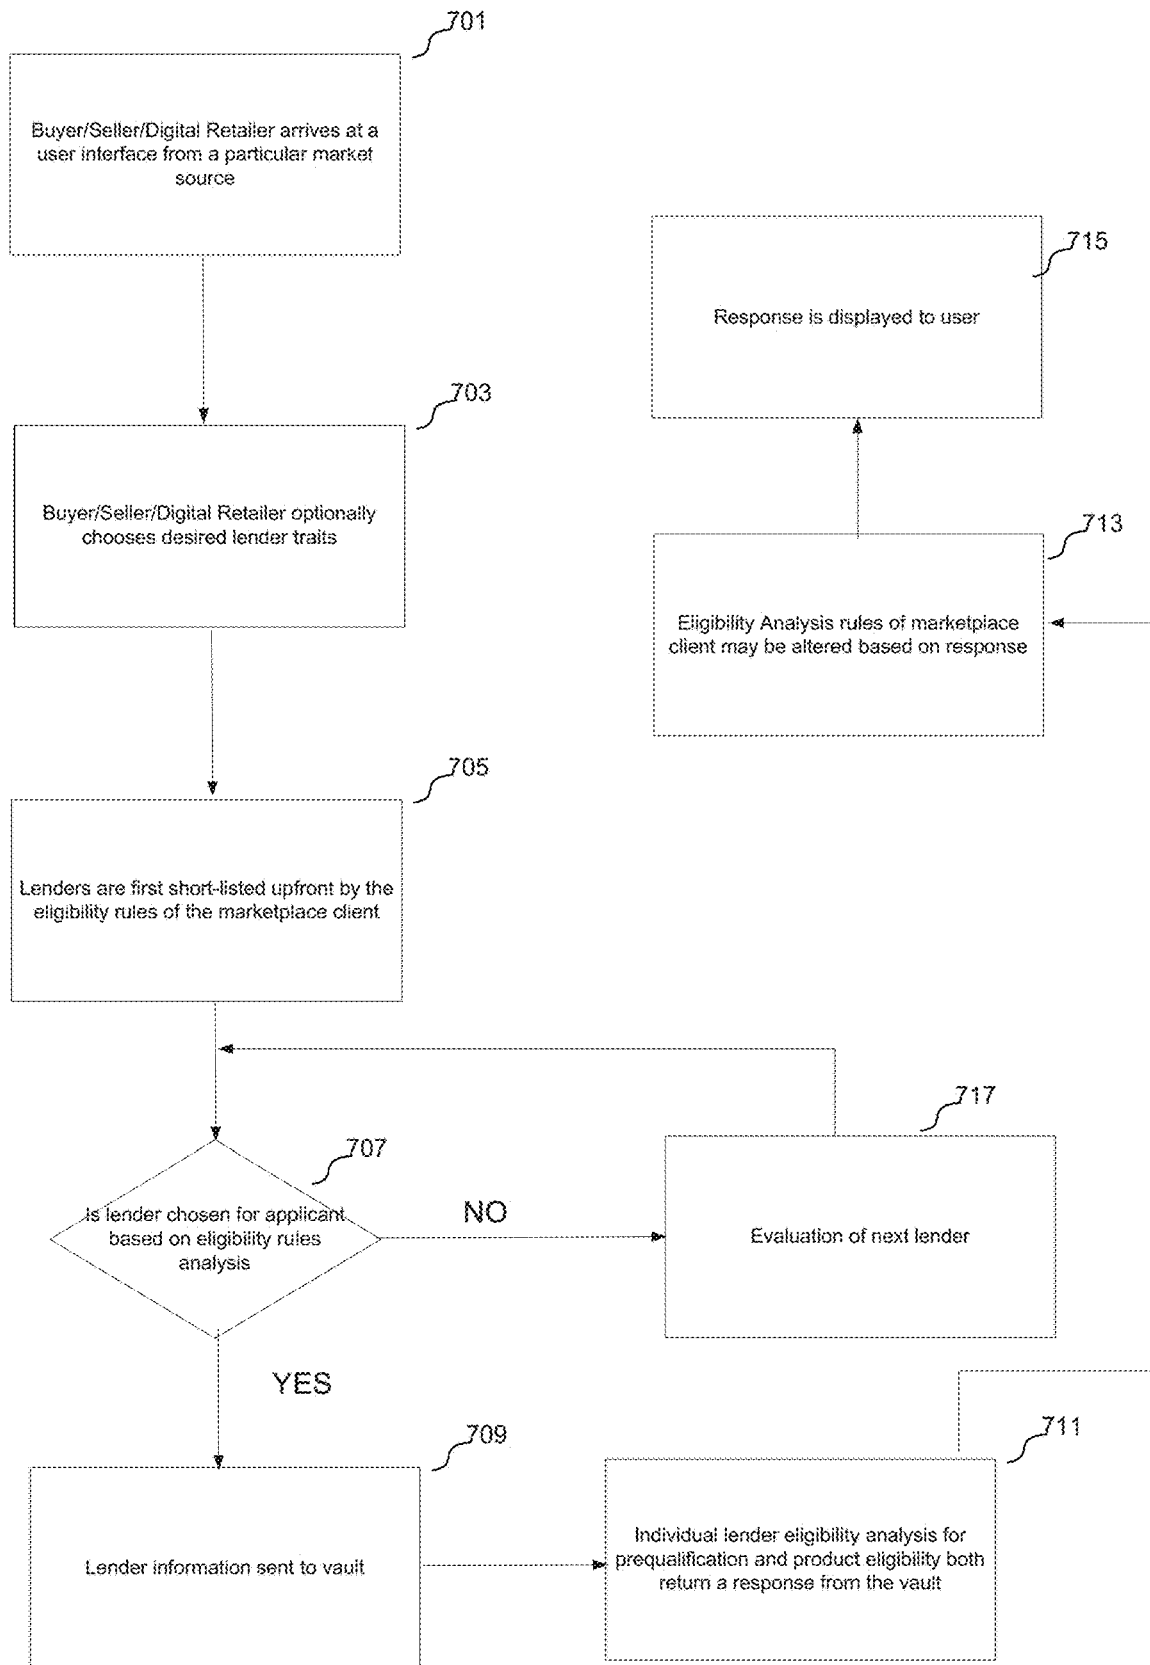 701
Buyer/Seller/Digital Retailer arrives at a
user interface from a particular market
source
703
Buyer/Seller/Digital Retailer optionally
chooses desired lender traits
705
Lenders are first short-listed upfront by the
eligibility rules of the marketplace client
707
Is lender chosen for applicant
based on eligibility rules
analysis
NO
717
Evaluation of next lender
YES
709
Lender information sent to vault
711
Individual lender eligibility analysis for
prequalification and product eligibility both
return a response from the vault
713
Eligibility Analysis rules of marketplace
client may be altered based on response
715
Response is displayed to user